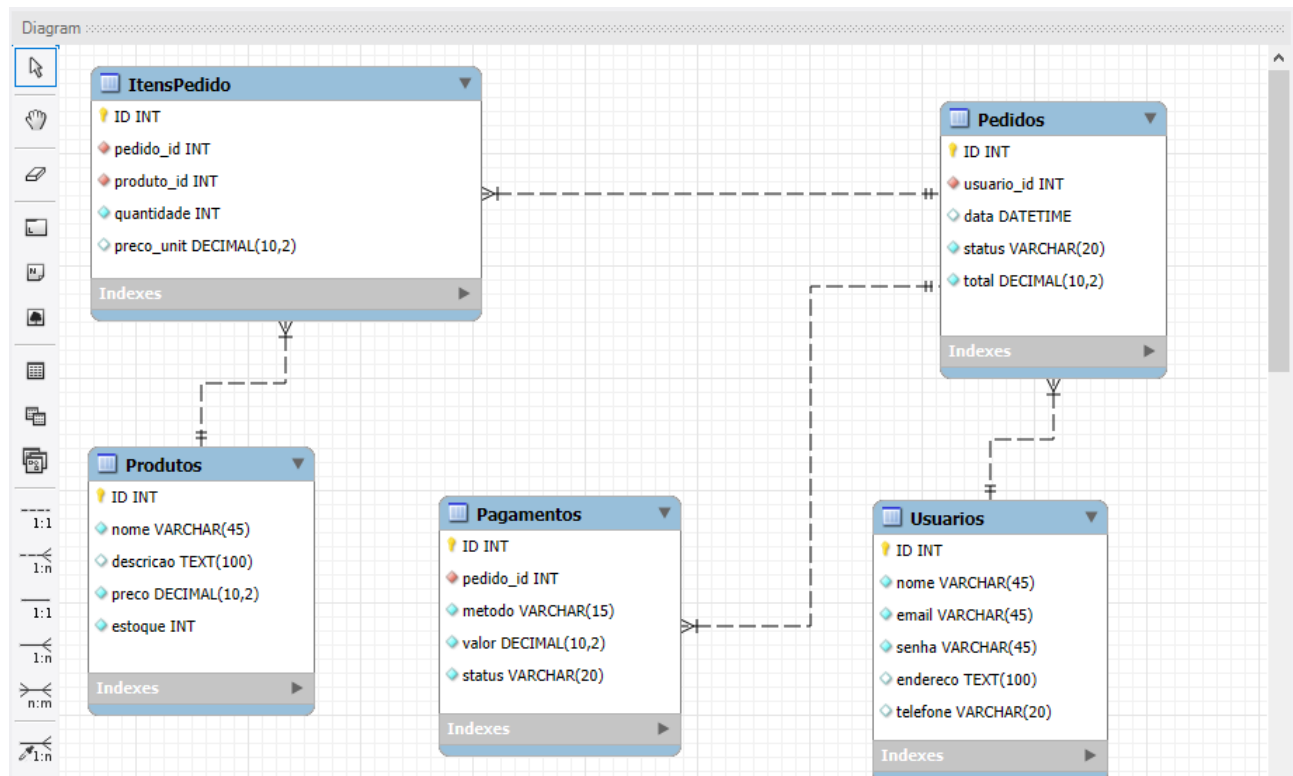 Diagram
ItensPedido
ID INT
pedido_id INT
produto_id INT
quantidade INT
preco_unit DECIMAL(10,2)
Indexes
Pedidos
ID INT
usuario_id INT
data DATETIME
status VARCHAR(20)
total DECIMAL(10,2)
Indexes
Produtos
ID INT
nome VARCHAR(45)
descricao TEXT(100)
preco DECIMAL(10,2)
estoque INT
Indexes
Pagamentos
ID INT
pedido_id INT
metodo VARCHAR(15)
valor DECIMAL(10,2)
status VARCHAR(20)
Indexes
Usuarios
ID INT
nome VARCHAR(45)
email VARCHAR(45)
senha VARCHAR(45)
endereco TEXT(100)
telefone VARCHAR(20)
Indexes
1:1
1:n
1:1
1:n
n:m
1:n